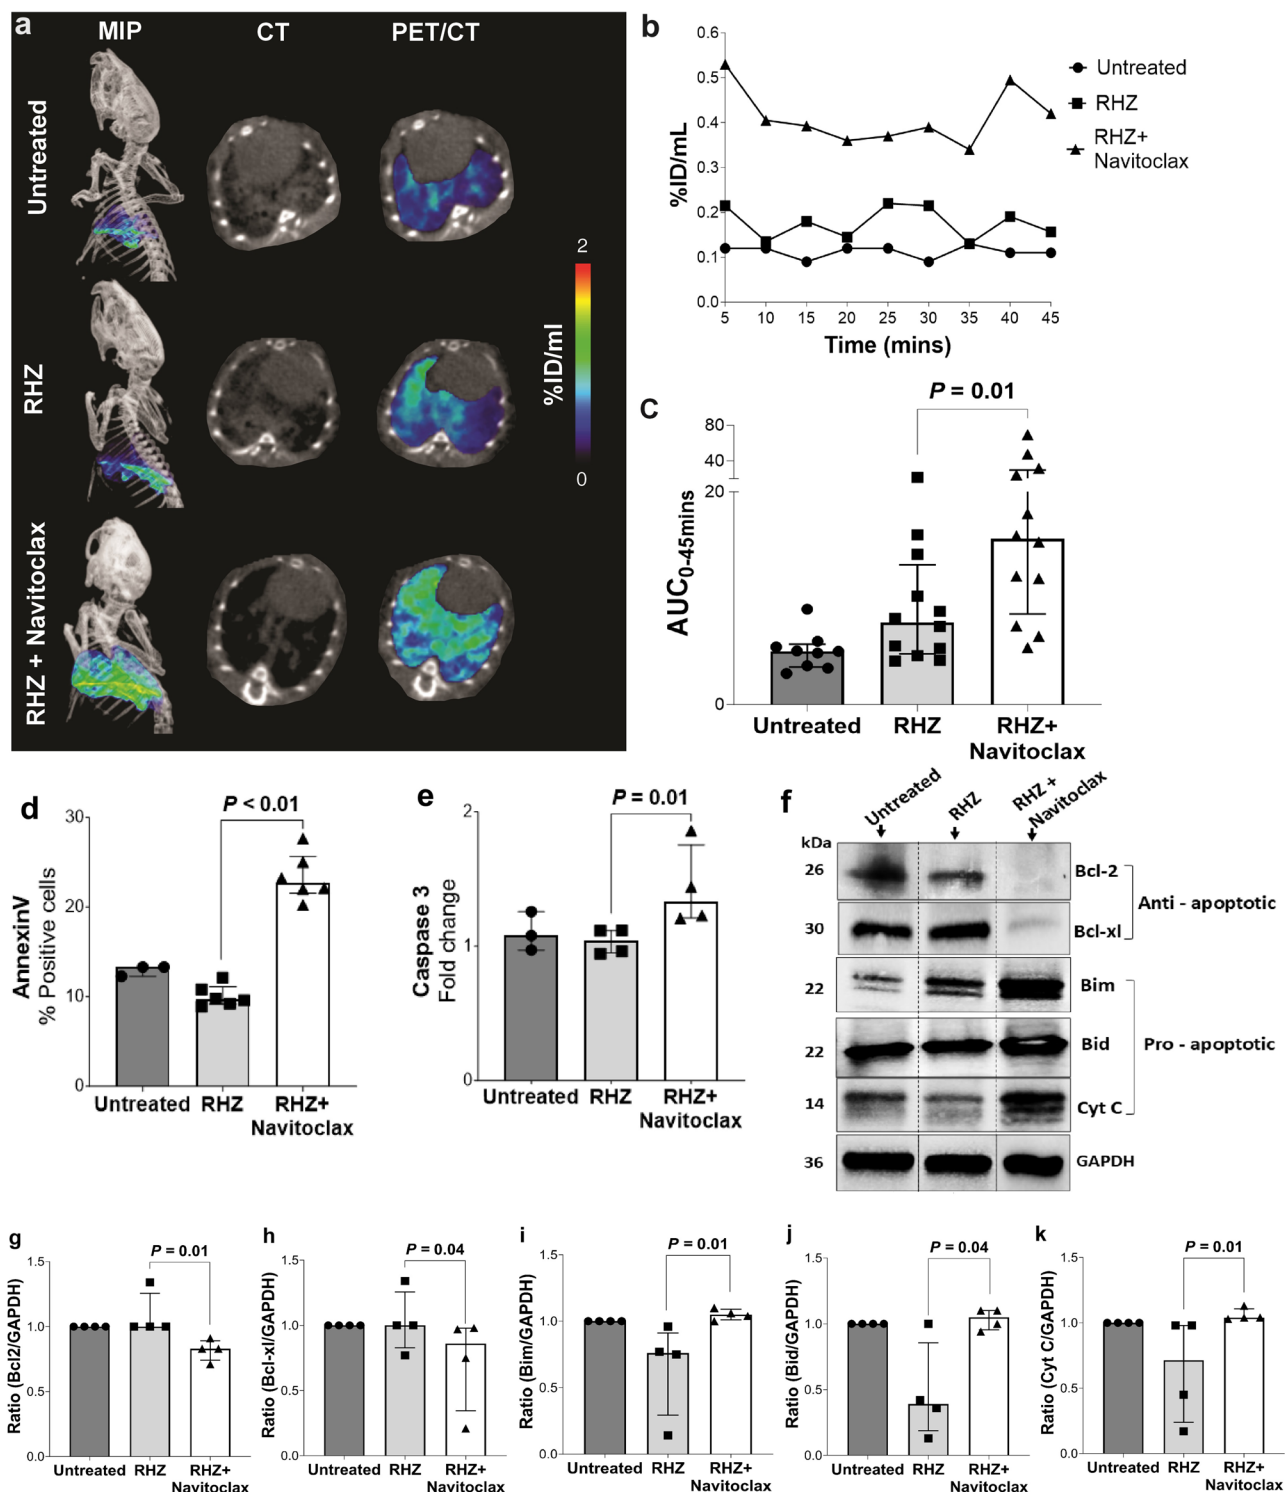 a
MIP
CT
PET/CT
Untreated
RHZ
RHZ + Navitoclax
2
%ID/ml
0
b
0.6
0.5
0.4
0.3
0.2
0.1
0.0
%ID/mL
5 10 15 20 25 30 35 40 45
Time (mins)
Untreated
RHZ
RHZ+
Navitoclax
C
P = 0.01
80
40
20
0
AUC0-45mins
Untreated RHZ RHZ+
Navitoclax
d
P < 0.01
30
20
10
0
AnnexinV
% Positive cells
Untreated RHZ RHZ+
Navitoclax
e
P = 0.01
2
1
0
Caspase 3
Fold change
Untreated RHZ RHZ+
Navitoclax
f
Untreated
RHZ
RHZ +
Navitoclax
kDa
26 Bcl-2
30 Bcl-xl
Anti - apoptotic
22 Bim
22 Bid
14 Cyt C
Pro - apoptotic
36 GAPDH
g
P = 0.01
1.5
1.0
0.5
0.0
Ratio (Bcl2/GAPDH)
Untreated RHZ RHZ+
Navitoclax
h
P = 0.04
1.5
1.0
0.5
0.0
Ratio (Bcl-xl/GAPDH)
Untreated RHZ RHZ+
Navitoclax
i
P = 0.01
1.5
1.0
0.5
0.0
Ratio (Bim/GAPDH)
Untreated RHZ RHZ+
Navitoclax
j
P = 0.04
1.5
1.0
0.5
0.0
Ratio (Bid/GAPDH)
Untreated RHZ RHZ+
Navitoclax
k
P = 0.01
1.5
1.0
0.5
0.0
Ratio (Cyt C/GAPDH)
Untreated RHZ RHZ+
Navitoclax